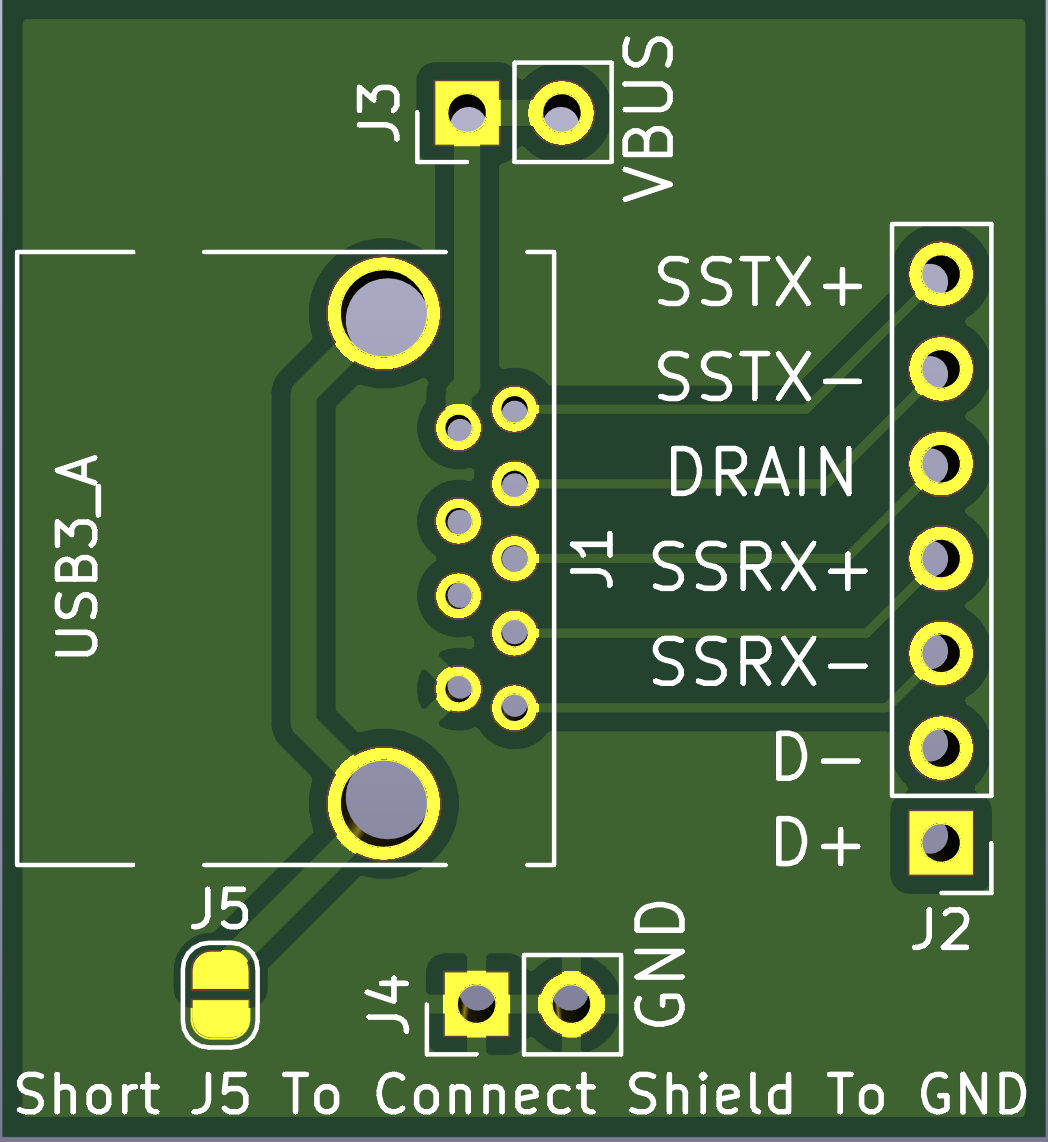 J3
VBUS
SSTX+
SSTX-
DRAIN
USB3_A
J1
SSRX+
SSRX-
D-
D+
J5
J2
J4
GND
Short J5 To Connect Shield To GND